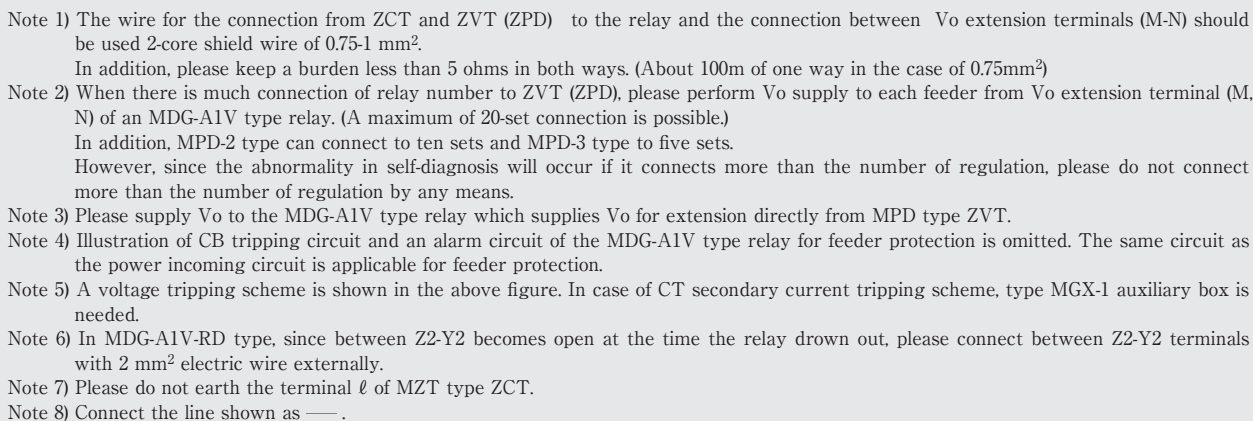 Note 1) The wire for the connection from ZCT and ZVT (ZPD) to the relay and the connection between Vo extension terminals (M-N) should
be used 2-core shield wire of 0.75-1 mm².
In addition, please keep a burden less than 5 ohms in both ways. (About 100m of one way in the case of 0.75mm²)
Note 2) When there is much connection of relay number to ZVT (ZPD), please perform Vo supply to each feeder from Vo extension terminal (M,
N) of an MDG-A1V type relay. (A maximum of 20-set connection is possible.)
In addition, MPD-2 type can connect to ten sets and MPD-3 type to five sets.
However, since the abnormality in self-diagnosis will occur if it connects more than the number of regulation, please do not connect
more than the number of regulation by any means.
Note 3) Please supply Vo to the MDG-A1V type relay which supplies Vo for extension directly from MPD type ZVT.
Note 4) Illustration of CB tripping circuit and an alarm circuit of the MDG-A1V type relay for feeder protection is omitted. The same circuit as
the power incoming circuit is applicable for feeder protection.
Note 5) A voltage tripping scheme is shown in the above figure. In case of CT secondary current tripping scheme, type MGX-1 auxiliary box is
needed.
Note 6) In MDG-A1V-RD type, since between Z2-Y2 becomes open at the time the relay drown out, please connect between Z2-Y2 terminals
with 2 mm² electric wire externally.
Note 7) Please do not earth the terminal ℓ of MZT type ZCT.
Note 8) Connect the line shown as ── .